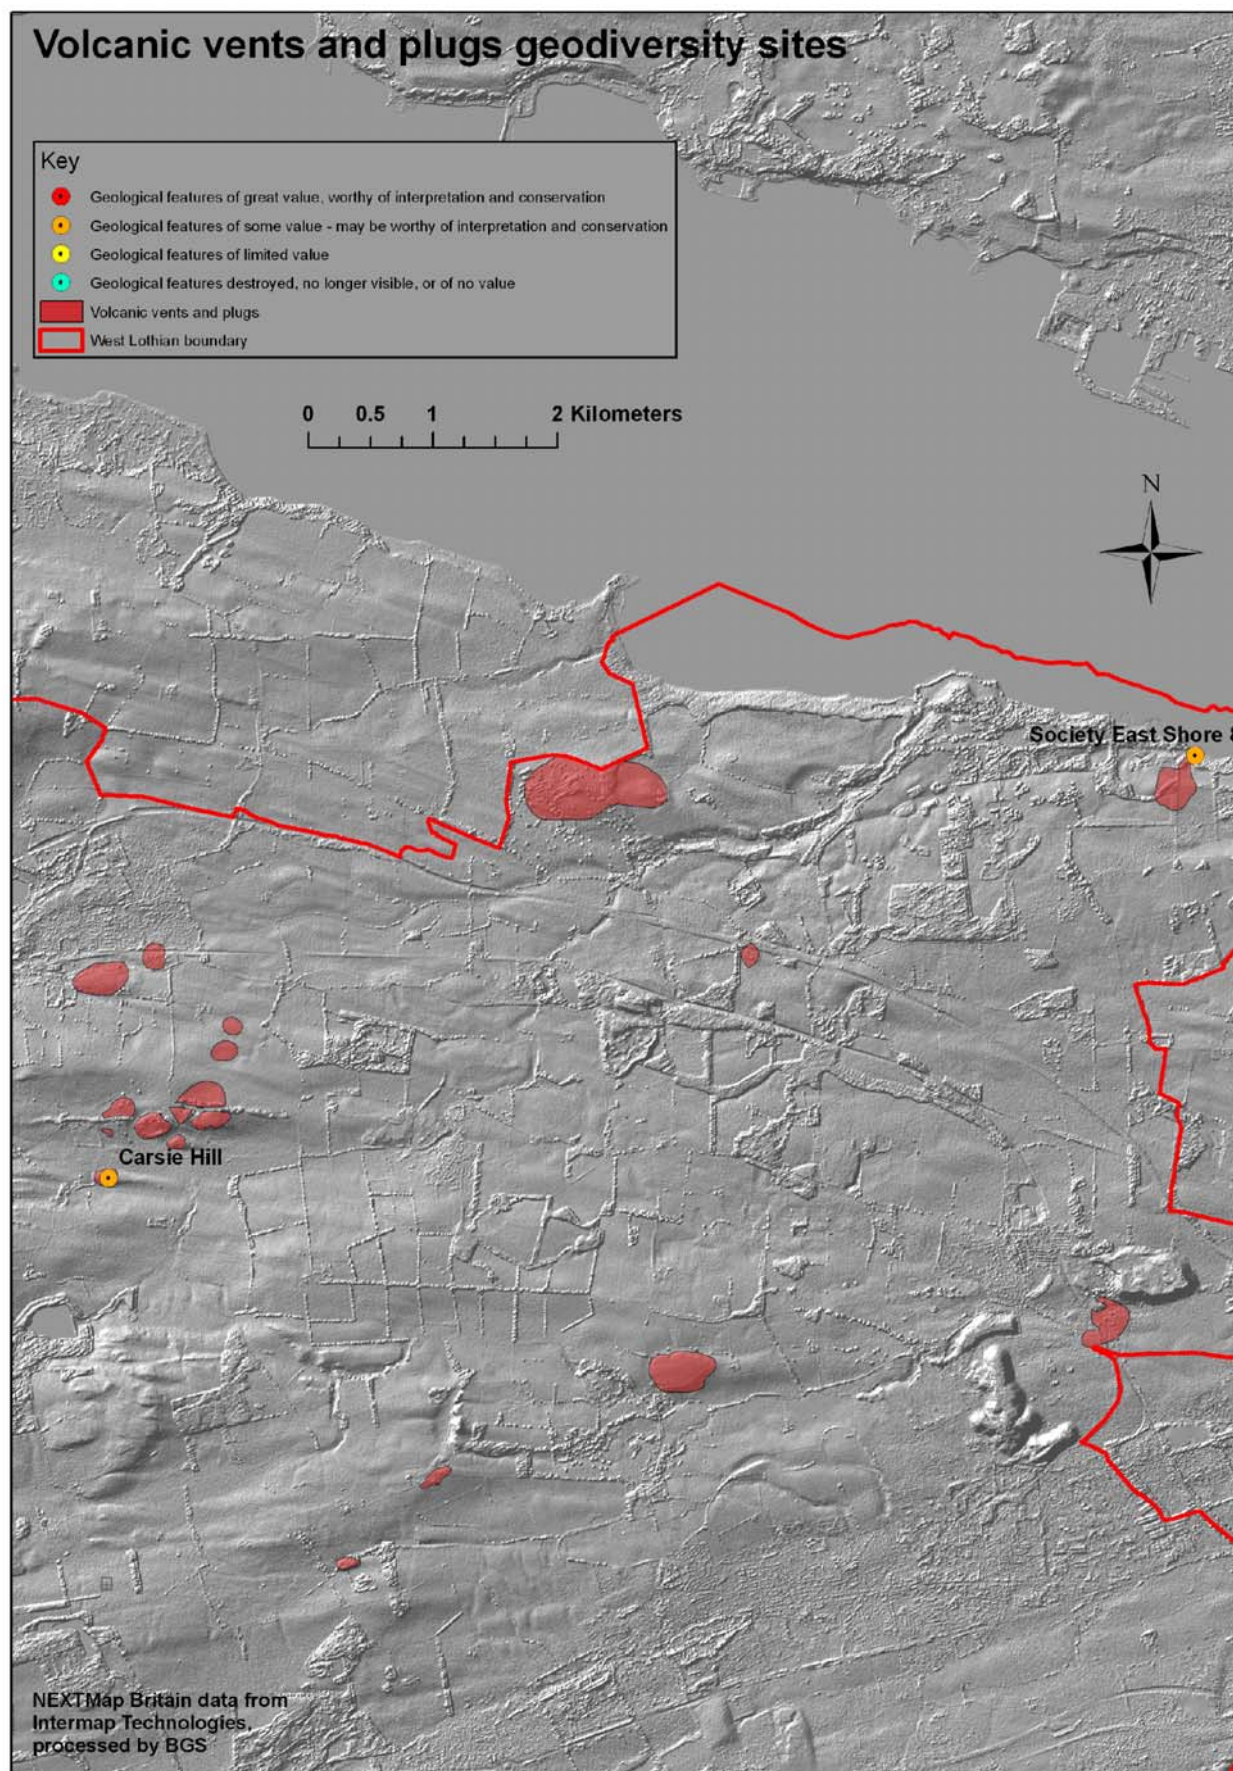 Volcanic vents and plugs geodiversity sites
Key
Geological features of great value, worthy of interpretation and conservation
Geological features of some value - may be worthy of interpretation and conservation
Geological features of limited value
Geological features destroyed, no longer visible, or of no value
Volcanic vents and plugs
West Lothian boundary
0 0.5 1 2 Kilometers
N
Society East Shore &
Carsie Hill
NEXTMap Britain data from
Intermap Technologies,
processed by BGS